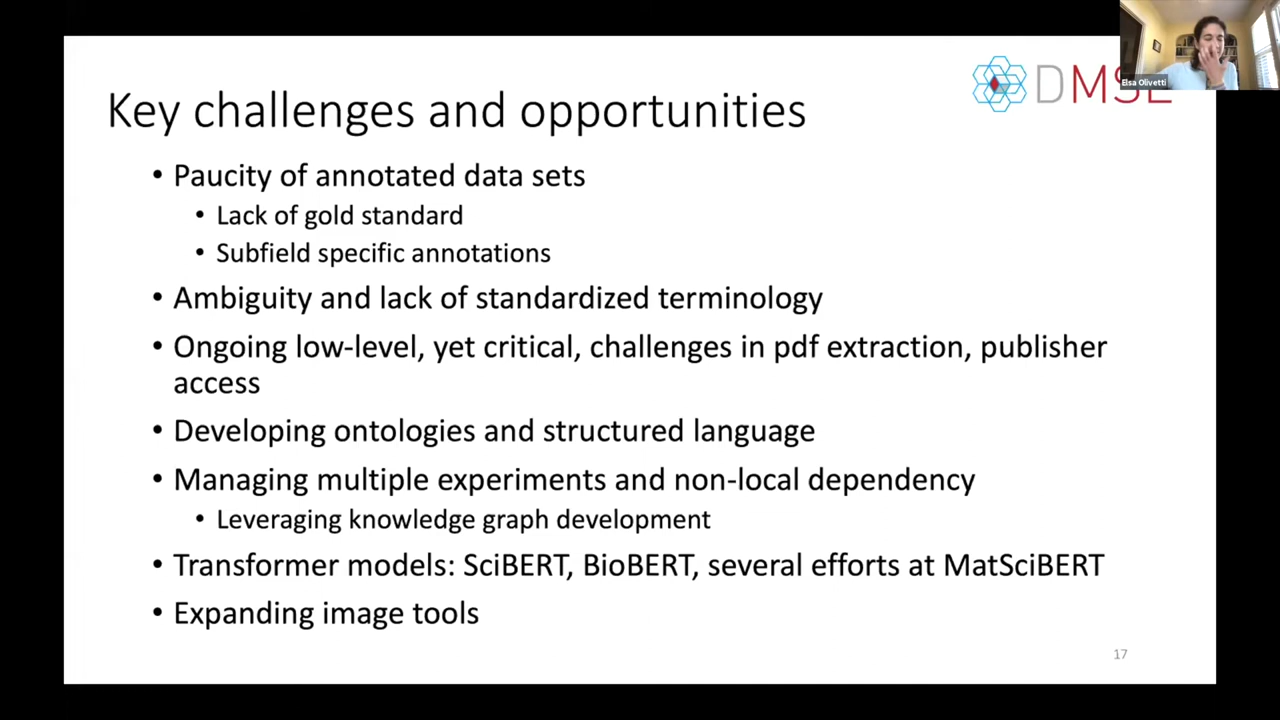 Elsa Olivetti
DMSE
Key challenges and opportunities
• Paucity of annotated data sets
• Lack of gold standard
• Subfield specific annotations
• Ambiguity and lack of standardized terminology
• Ongoing low-level, yet critical, challenges in pdf extraction, publisher
access
• Developing ontologies and structured language
• Managing multiple experiments and non-local dependency
• Leveraging knowledge graph development
• Transformer models: SciBERT, BioBERT, several efforts at MatSciBERT
• Expanding image tools
17